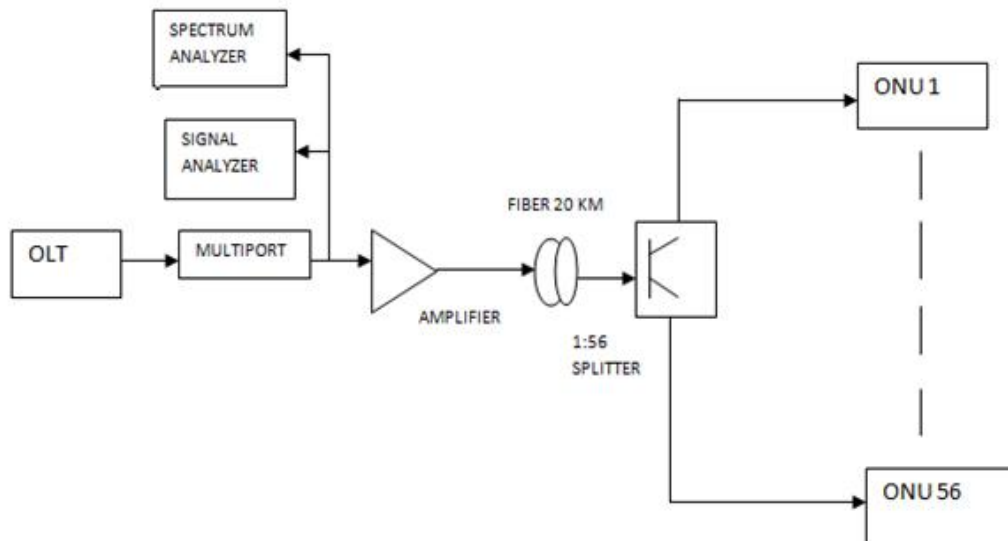 SPECTRUM
ANALYZER
SIGNAL
ANALYZER
OLT
MULTIPORT
AMPLIFIER
FIBER 20 KM
1:56
SPLITTER
ONU 1
ONU 56